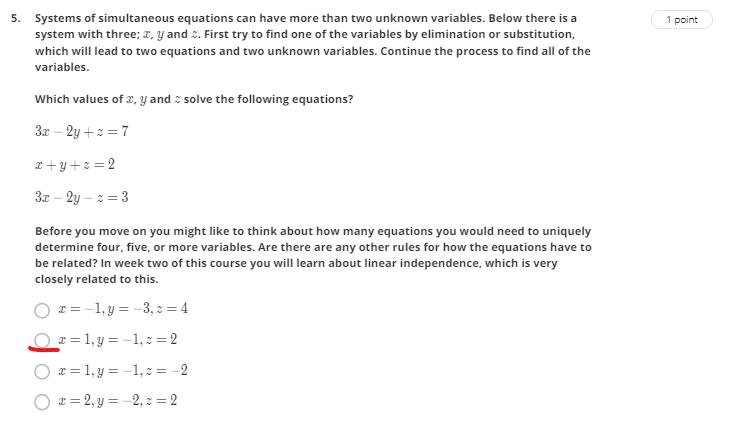 5. Systems of simultaneous equations can have more than two unknown variables. Below there is a
1 point
system with three; x, y and z. First try to find one of the variables by elimination or substitution,
which will lead to two equations and two unknown variables. Continue the process to find all of the
variables.
Which values of x, y and z solve the following equations?
3x − 2y + z = 7
x + y + z = 2
3x − 2y − z = 3
Before you move on you might like to think about how many equations you would need to uniquely
determine four, five, or more variables. Are there are any other rules for how the equations have to
be related? In week two of this course you will learn about linear independence, which is very
closely related to this.
x = −1, y = −3, z = 4
x = 1, y = −1, z = 2
x = 1, y = −1, z = −2
x = 2, y = −2, z = 2